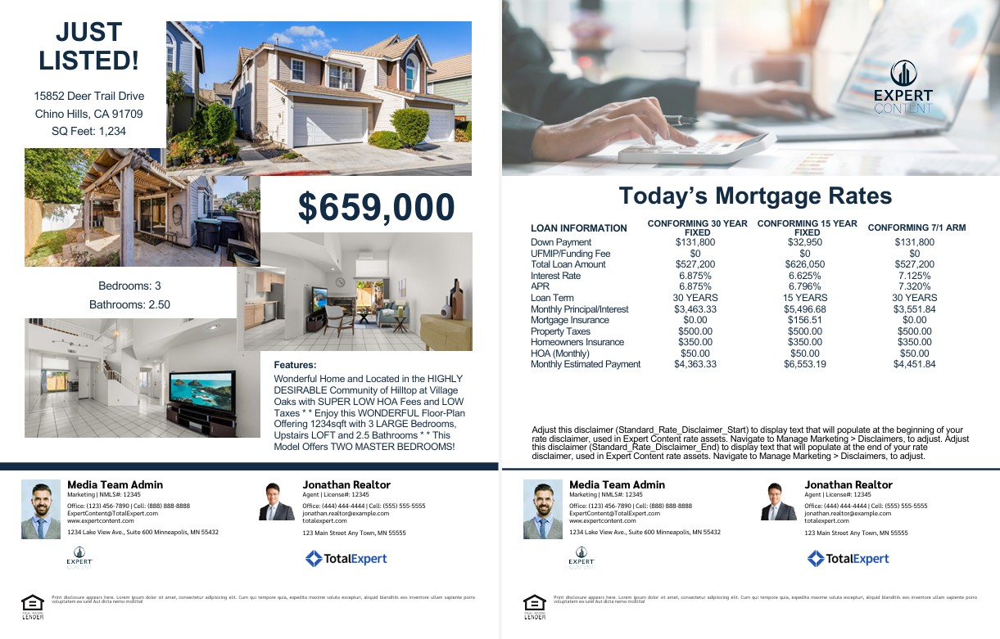 JUST
LISTED!
15852 Deer Trail Drive
Chino Hills, CA 91709
SQ Feet: 1,234
$659,000
Bedrooms: 3
Bathrooms: 2.50
Features:
Wonderful Home and Located in the HIGHLY
DESIRABLE Community of Hilltop at Village
Oaks with SUPER LOW HOA Fees and LOW
Taxes * * Enjoy this WONDERFUL Floor-Plan
Offering 1234sqft with 3 LARGE Bedrooms,
Upstairs LOFT and 2.5 Bathrooms * * This
Model Offers TWO MASTER BEDROOMS!
Media Team Admin
Marketing | NMLS#: 12345
Office: (123) 456-7890 | Cell: (888) 888-8888
ExpertContent@TotalExpert.com
www.expertcontent.com
1234 Lake View Ave., Suite 600 Minneapolis, MN 55432
EXPERT
CONTENT
Jonathan Realtor
Agent | License#: 12345
Office: (444) 444-4444 | Cell: (555) 555-5555
jonathan.realtor@example.com
totalexpert.com
123 Main Street Any Town, MN 55555
TotalExpert
EQUAL HOUSING
LENDER
Print disclosure appears here. Lorem ipsum dolor sit amet, consectetur adipisicing elit. Cum qui tempore quia, expedita maxime soluta excepturi, aliquid blanditiis eos inventore ullam sapiente porro
voluptatem ea iure! Aut dicta nemo mollitia!
EXPERT
CONTENT
Today's Mortgage Rates
LOAN INFORMATION CONFORMING 30 YEAR FIXED CONFORMING 15 YEAR FIXED CONFORMING 7/1 ARM
Down Payment $131,800 $32,950 $131,800
UFMIP/Funding Fee $0 $0 $0
Total Loan Amount $527,200 $626,050 $527,200
Interest Rate 6.875% 6.625% 7.125%
APR 6.875% 6.796% 7.320%
Loan Term 30 YEARS 15 YEARS 30 YEARS
Monthly Principal/Interest $3,463.33 $5,496.68 $3,551.84
Mortgage Insurance $0.00 $156.51 $0.00
Property Taxes $500.00 $500.00 $500.00
Homeowners Insurance $350.00 $350.00 $350.00
HOA (Monthly) $50.00 $50.00 $50.00
Monthly Estimated Payment $4,363.33 $6,553.19 $4,451.84
Adjust this disclaimer (Standard_Rate_Disclaimer_Start) to display text that will populate at the beginning of your
rate disclaimer, used in Expert Content rate assets. Navigate to Manage Marketing > Disclaimers, to adjust. Adjust
this disclaimer (Standard_Rate_Disclaimer_End) to display text that will populate at the end of your rate
disclaimer, used in Expert Content rate assets. Navigate to Manage Marketing > Disclaimers, to adjust.
Media Team Admin
Marketing | NMLS#: 12345
Office: (123) 456-7890 | Cell: (888) 888-8888
ExpertContent@TotalExpert.com
www.expertcontent.com
1234 Lake View Ave., Suite 600 Minneapolis, MN 55432
EXPERT
CONTENT
Jonathan Realtor
Agent | License#: 12345
Office: (444) 444-4444 | Cell: (555) 555-5555
jonathan.realtor@example.com
totalexpert.com
123 Main Street Any Town, MN 55555
TotalExpert
EQUAL HOUSING
LENDER
Print disclosure appears here. Lorem ipsum dolor sit amet, consectetur adipisicing elit. Cum qui tempore quia, expedita maxime soluta excepturi, aliquid blanditiis eos inventore ullam sapiente porro
voluptatem ea iure! Aut dicta nemo mollitia!